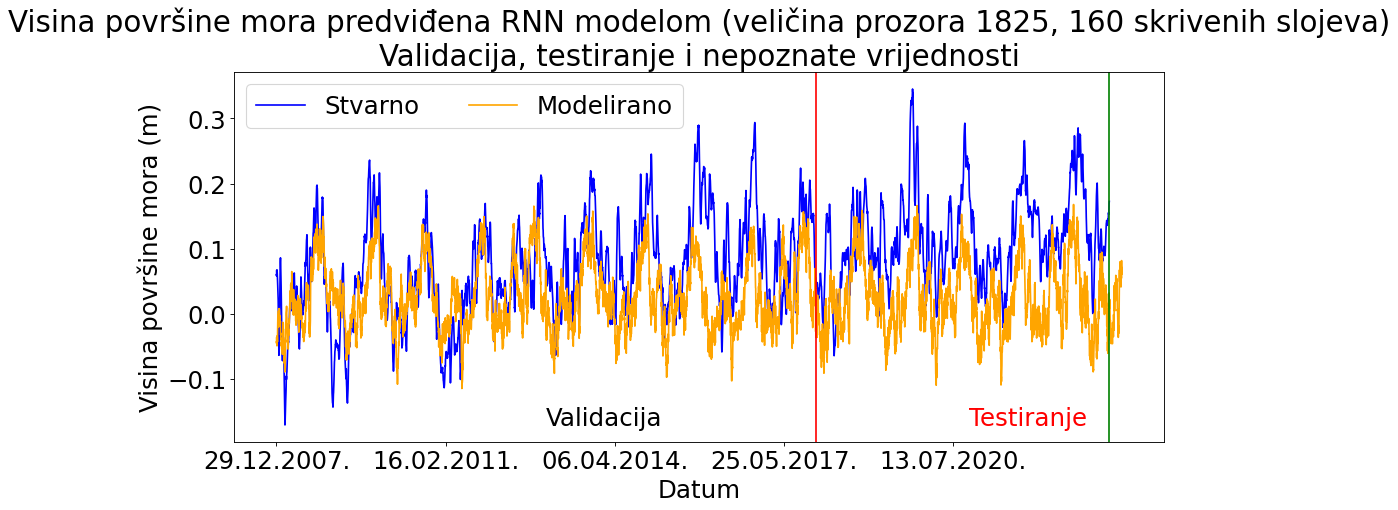 Visina površine mora predviđena RNN modelom (veličina prozora 1825, 160 skrivenih slojeva)
Validacija, testiranje i nepoznate vrijednosti
Stvarno Modelirano
Visina površine mora (m)
0.3
0.2
0.1
0.0
−0.1
Validacija Testiranje
29.12.2007. 16.02.2011. 06.04.2014. 25.05.2017. 13.07.2020.
Datum